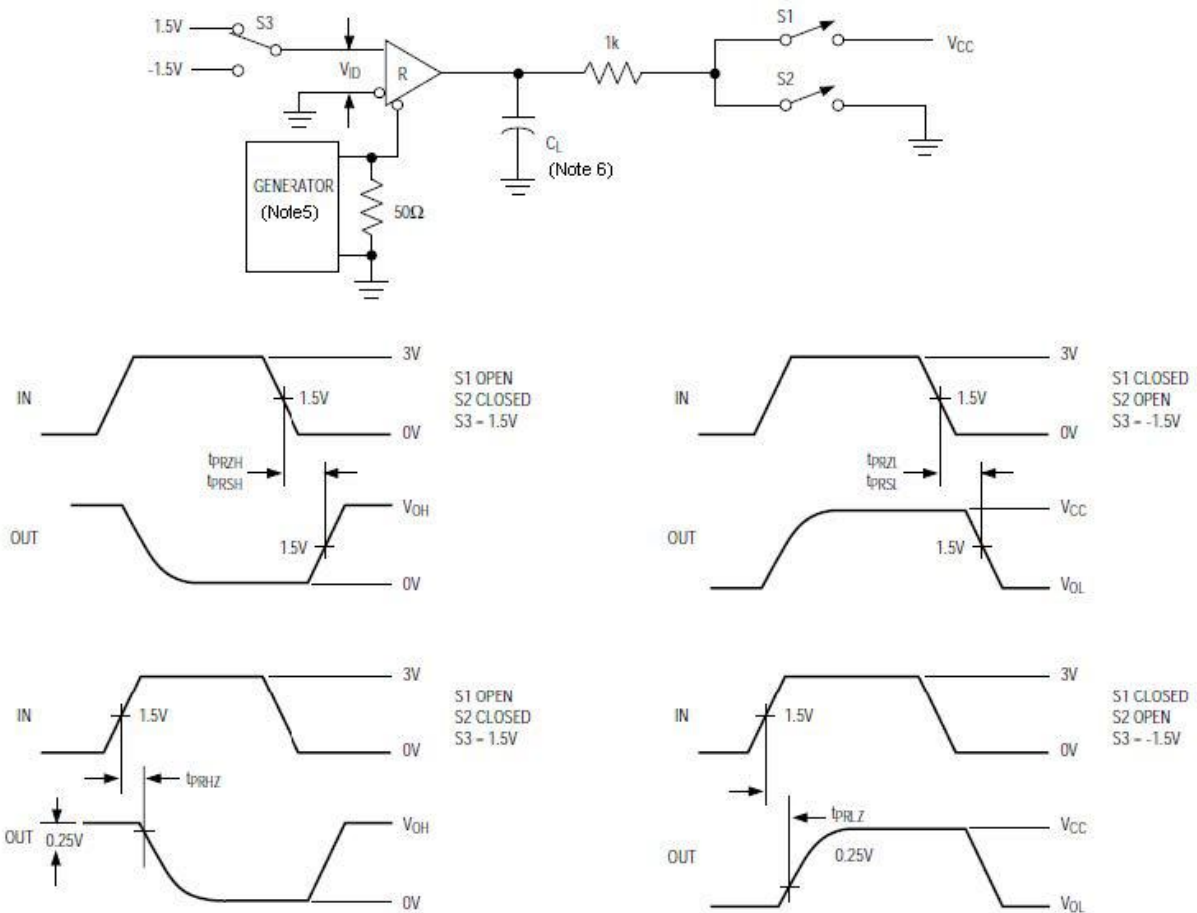 1.5V
S3
-1.5V
VID
R
1k
S1
VCC
S2
CL
(Note 6)
GENERATOR
(Note5)
50Ω
IN
3V
1.5V
0V
S1 OPEN
S2 CLOSED
S3 = 1.5V
tPRZH
tPRSH
OUT
VOH
1.5V
0V
IN
3V
1.5V
0V
S1 CLOSED
S2 OPEN
S3 = -1.5V
tPRZL
tPRSL
OUT
VCC
1.5V
VOL
IN
3V
1.5V
0V
S1 OPEN
S2 CLOSED
S3 = 1.5V
tPRHZ
OUT
0.25V
VOH
0V
IN
3V
1.5V
0V
S1 CLOSED
S2 OPEN
S3 = -1.5V
tPRLZ
OUT
0.25V
VCC
VOL